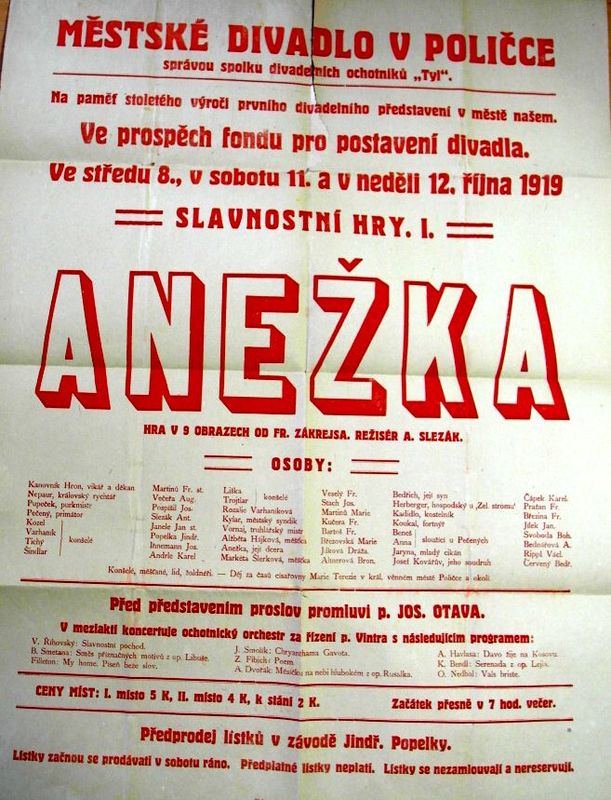 MĚSTSKÉ DIVADLO V POLIČCE
správou spolku divadelních ochotníků „Tyl“.
Na paměť stoletého výročí prvního divadelního představení v městě našem.
Ve prospěch fondu pro postavení divadla.
Ve středu 8., v sobotu 11. a v neděli 12. října 1919
SLAVNOSTNÍ HRY. I.
ANEŽKA
HRA V 9 OBRAZECH OD FR. ZÁKREJSA. REŽISÉR A. SLEZÁK.
OSOBY:
Kanovník Hron, vikář a děkan
Nepaur, královský rychtář
Pupeček, purkmistr
Pečený, primátor
Kozel
Varhaník
Tichý
Šindlar
konšelé
Martinů Fr. st.
Večeřa Aug.
Pospíšil Jos.
Slezák Ant.
Janele Jan st.
Popelka Jindř.
Innemann Jos.
Andrle Karel
Liška
Trojtlar
konšelé
Rozalie Varhaníková
Kylar, městský syndik
Vorraž, truhlářský mistr
Alžběta Hájková, měšťka
Anežka, její dcera
Markéta Šlerková, měšťka
Veselý Fr.
Stach Jos.
Martinů Marie
Kučera Fr.
Bartoš Fr.
Březovská Marie
Jílková Dráža.
Altnerová Bron.
Bedřich, její syn
Herberger, hospodský u „Zel. stromu“
Kadidlo, kostelník
Koukal, fortnýř
Beneš
Anna
sloužící u Pečených
Jaryna, mladý cikán
Josef Kovářův, jeho soudruh
Čápek Karel
Pražan Fr.
Březina Fr.
Jílek Jan.
Svoboda Boh.
Bednářová A.
Rippl Václ.
Červený Bedř.
Konšelé, měšťané, lid, žoldnéři. — Děj za času císařovny Marie Terezie v král. věnném městě Poličce a okolí.
Před představením proslov promluví p. JOS. OTAVA.
V meziaktí koncertuje ochotnický orchestr za řízení p. Vintra s následujícím programem:
V. Říhovský: Slavnostní pochod.
B. Smetana: Směs příznačných motivů z op. Libuše.
Filleton: My home. Píseň beze slov.
J. Smolík: Chryzanthama Gavota.
Z. Fibich: Poem.
A. Dvořák: Měsíčku na nebi hlubokém z op. Rusalka.
A. Havlasa: Davo žije na Kosovu.
K. Bendl: Serenada z op. Lejla.
O. Nedbal: Vals briste.
CENY MÍST: I. místo 5 K, II. místo 4 K, k stání 2 K.
Začátek přesně v 7 hod. večer.
Předprodej lístků v závodě Jindř. Popelky.
Lístky začnou se prodávati v sobotu ráno. Předplatné lístky neplatí. Lístky se nezamlouvají a nereservují.